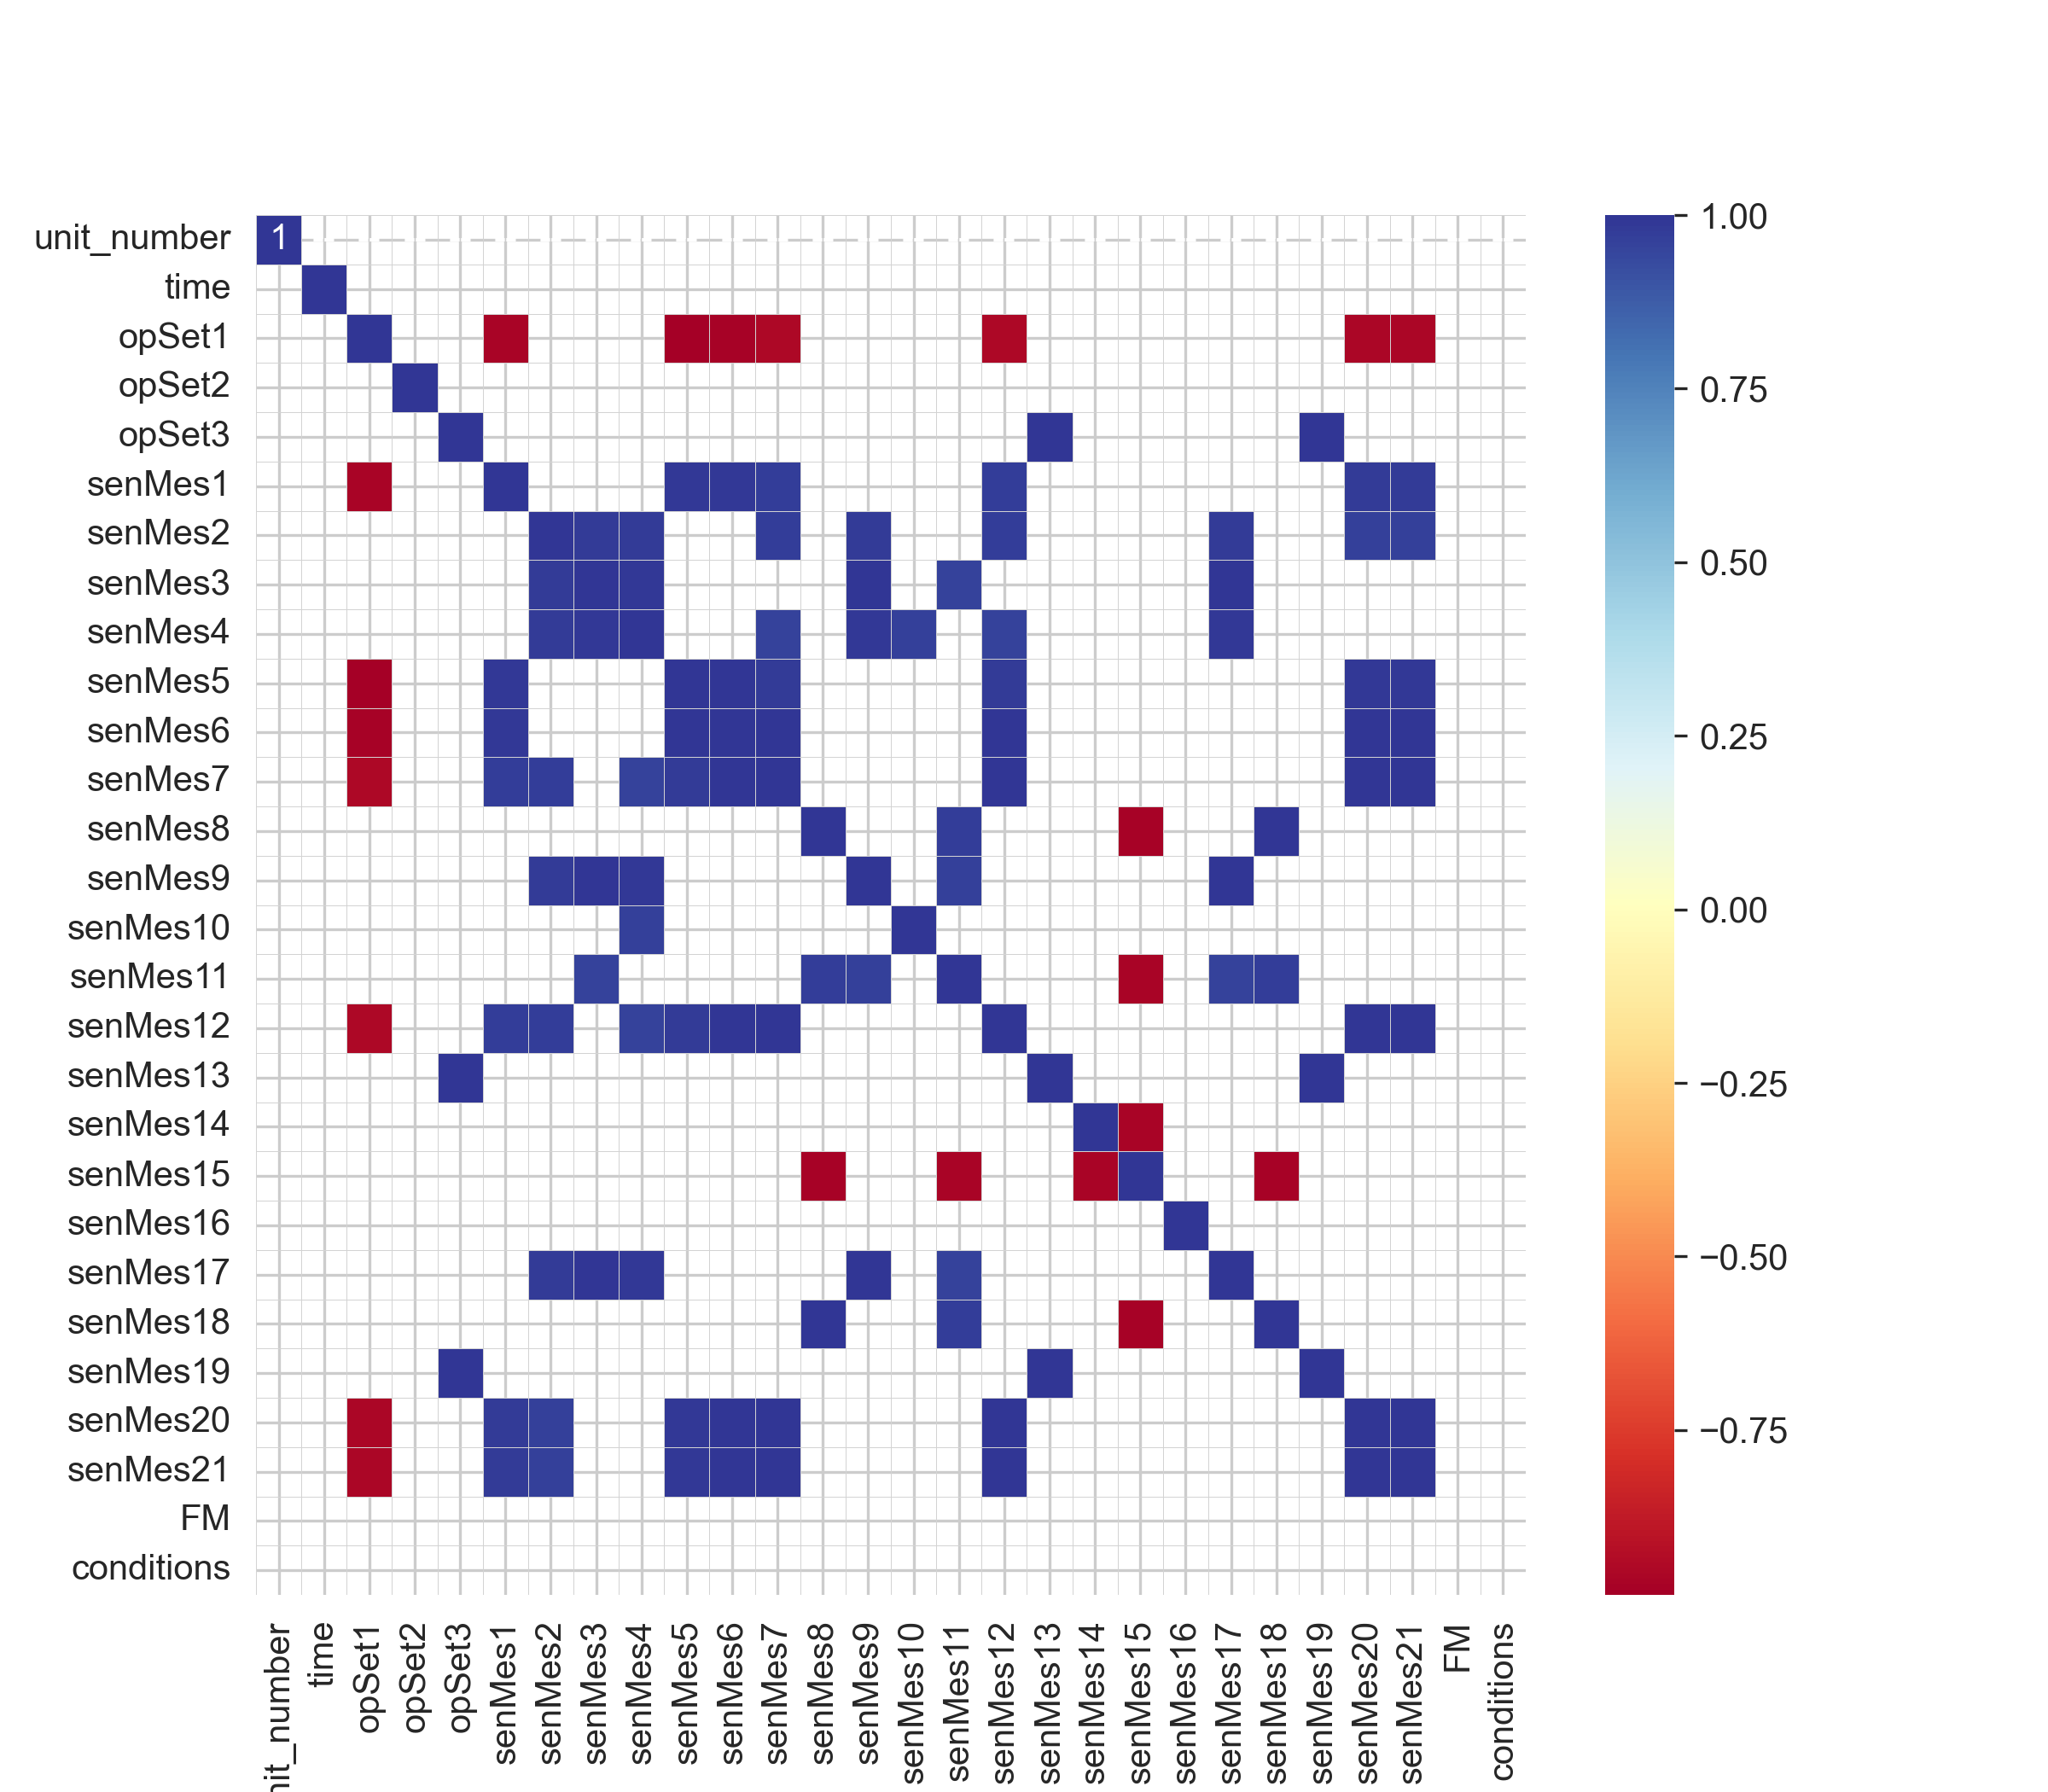 unit_number
1
time
opSet1
opSet2
opSet3
senMes1
senMes2
senMes3
senMes4
senMes5
senMes6
senMes7
senMes8
senMes9
senMes10
senMes11
senMes12
senMes13
senMes14
senMes15
senMes16
senMes17
senMes18
senMes19
senMes20
senMes21
FM
conditions
nit_number
time
opSet1
opSet2
opSet3
senMes1
senMes2
senMes3
senMes4
senMes5
senMes6
senMes7
senMes8
senMes9
senMes10
senMes11
senMes12
senMes13
senMes14
senMes15
senMes16
senMes17
senMes18
senMes19
senMes20
senMes21
FM
conditions
1.00
0.75
0.50
0.25
0.00
−0.25
−0.50
−0.75